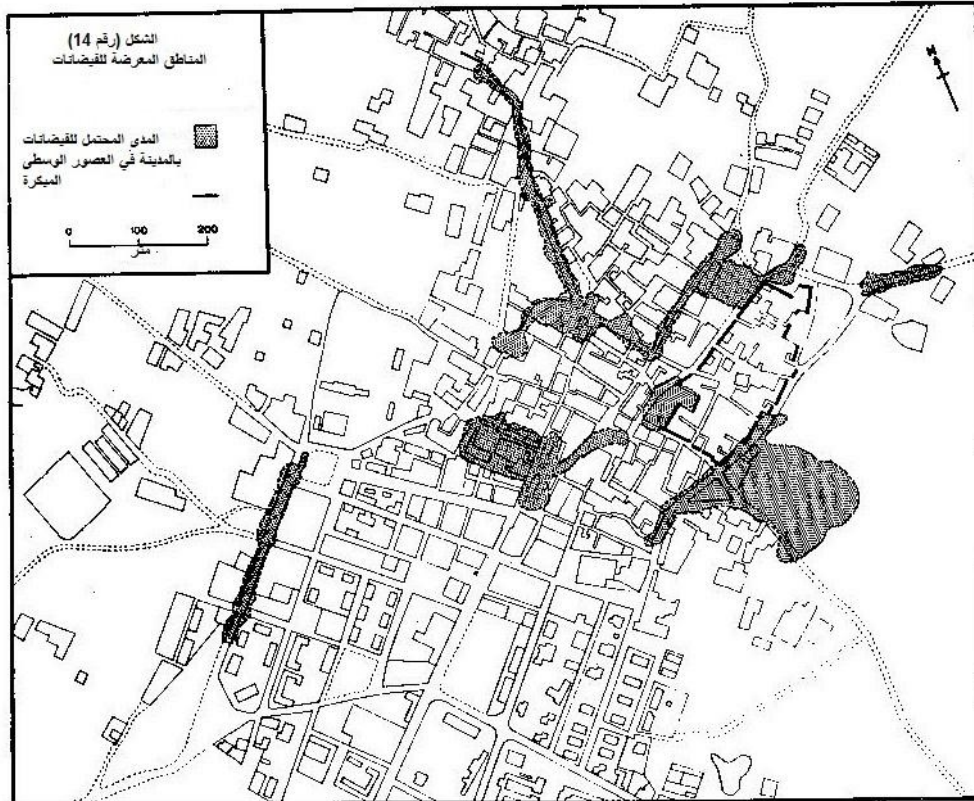 الشكل (رقم 14)
المناطق المعرضة للفيضانات
المدى المحتمل للفيضانات
بالمدينة في العصور الوسطى
المبكرة
0 100 200
متر
N